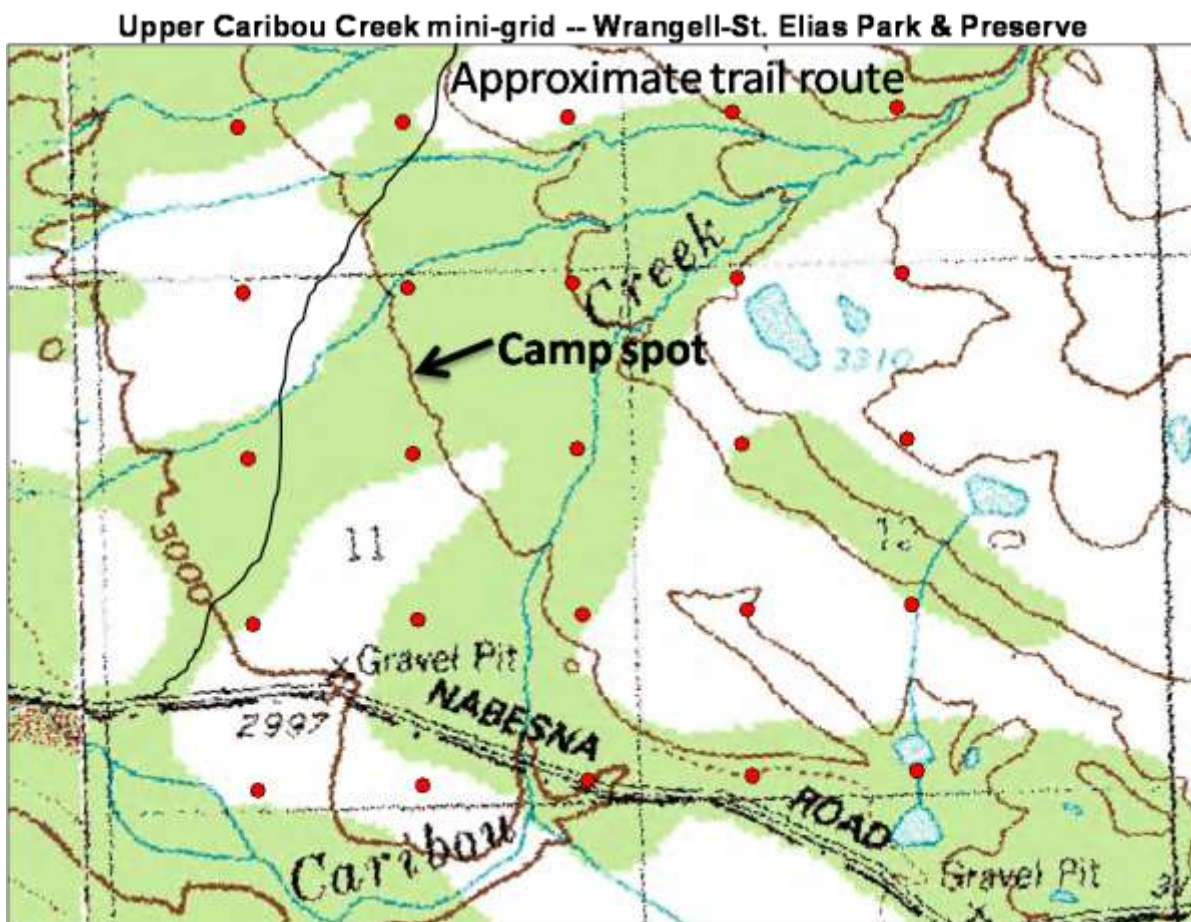 Upper Caribou Creek mini-grid -- Wrangell-St. Elias Park & Preserve
Approximate trail route
Creek
Camp spot
3310
11
12
3000
Gravel Pit
2997
NABESNA
ROAD
Caribou
Gravel Pit